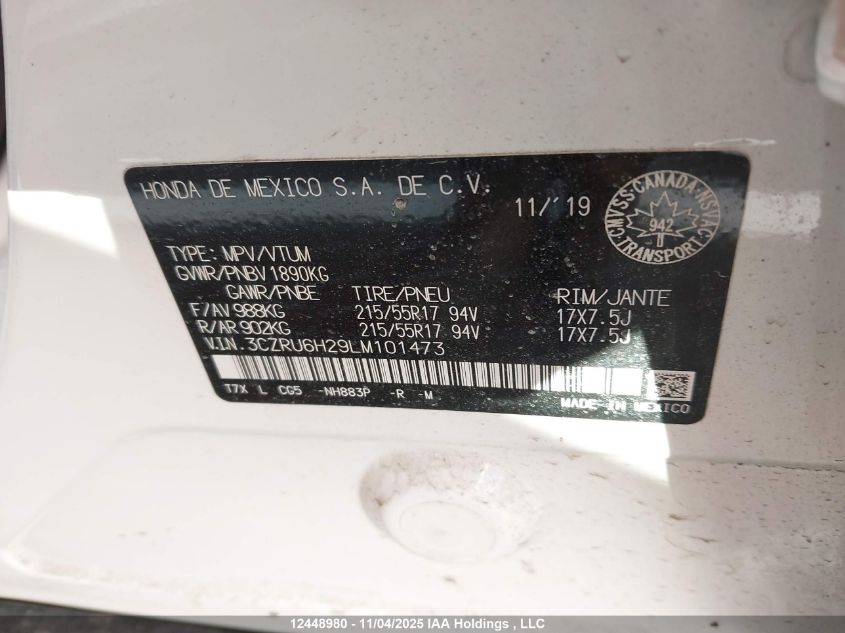 HONDA DE MEXICO S.A. DE C.V.
11/'19
CMVSS·CANADA·NSVAC
942
TRANSPORT
TYPE: MPV/VTUM
GVWR/PNBV 1890KG
GAWR/PNBE TIRE/PNEU RIM/JANTE
F/AV 988KG 215/55R17 94V 17X7.5J
R/AR 902KG 215/55R17 94V 17X7.5J
VIN.3CZRU6H29LM101473
T7X L CG5 -NH883P -R -M
MADE IN MEXICO
12448980 - 11/04/2025 IAA Holdings , LLC